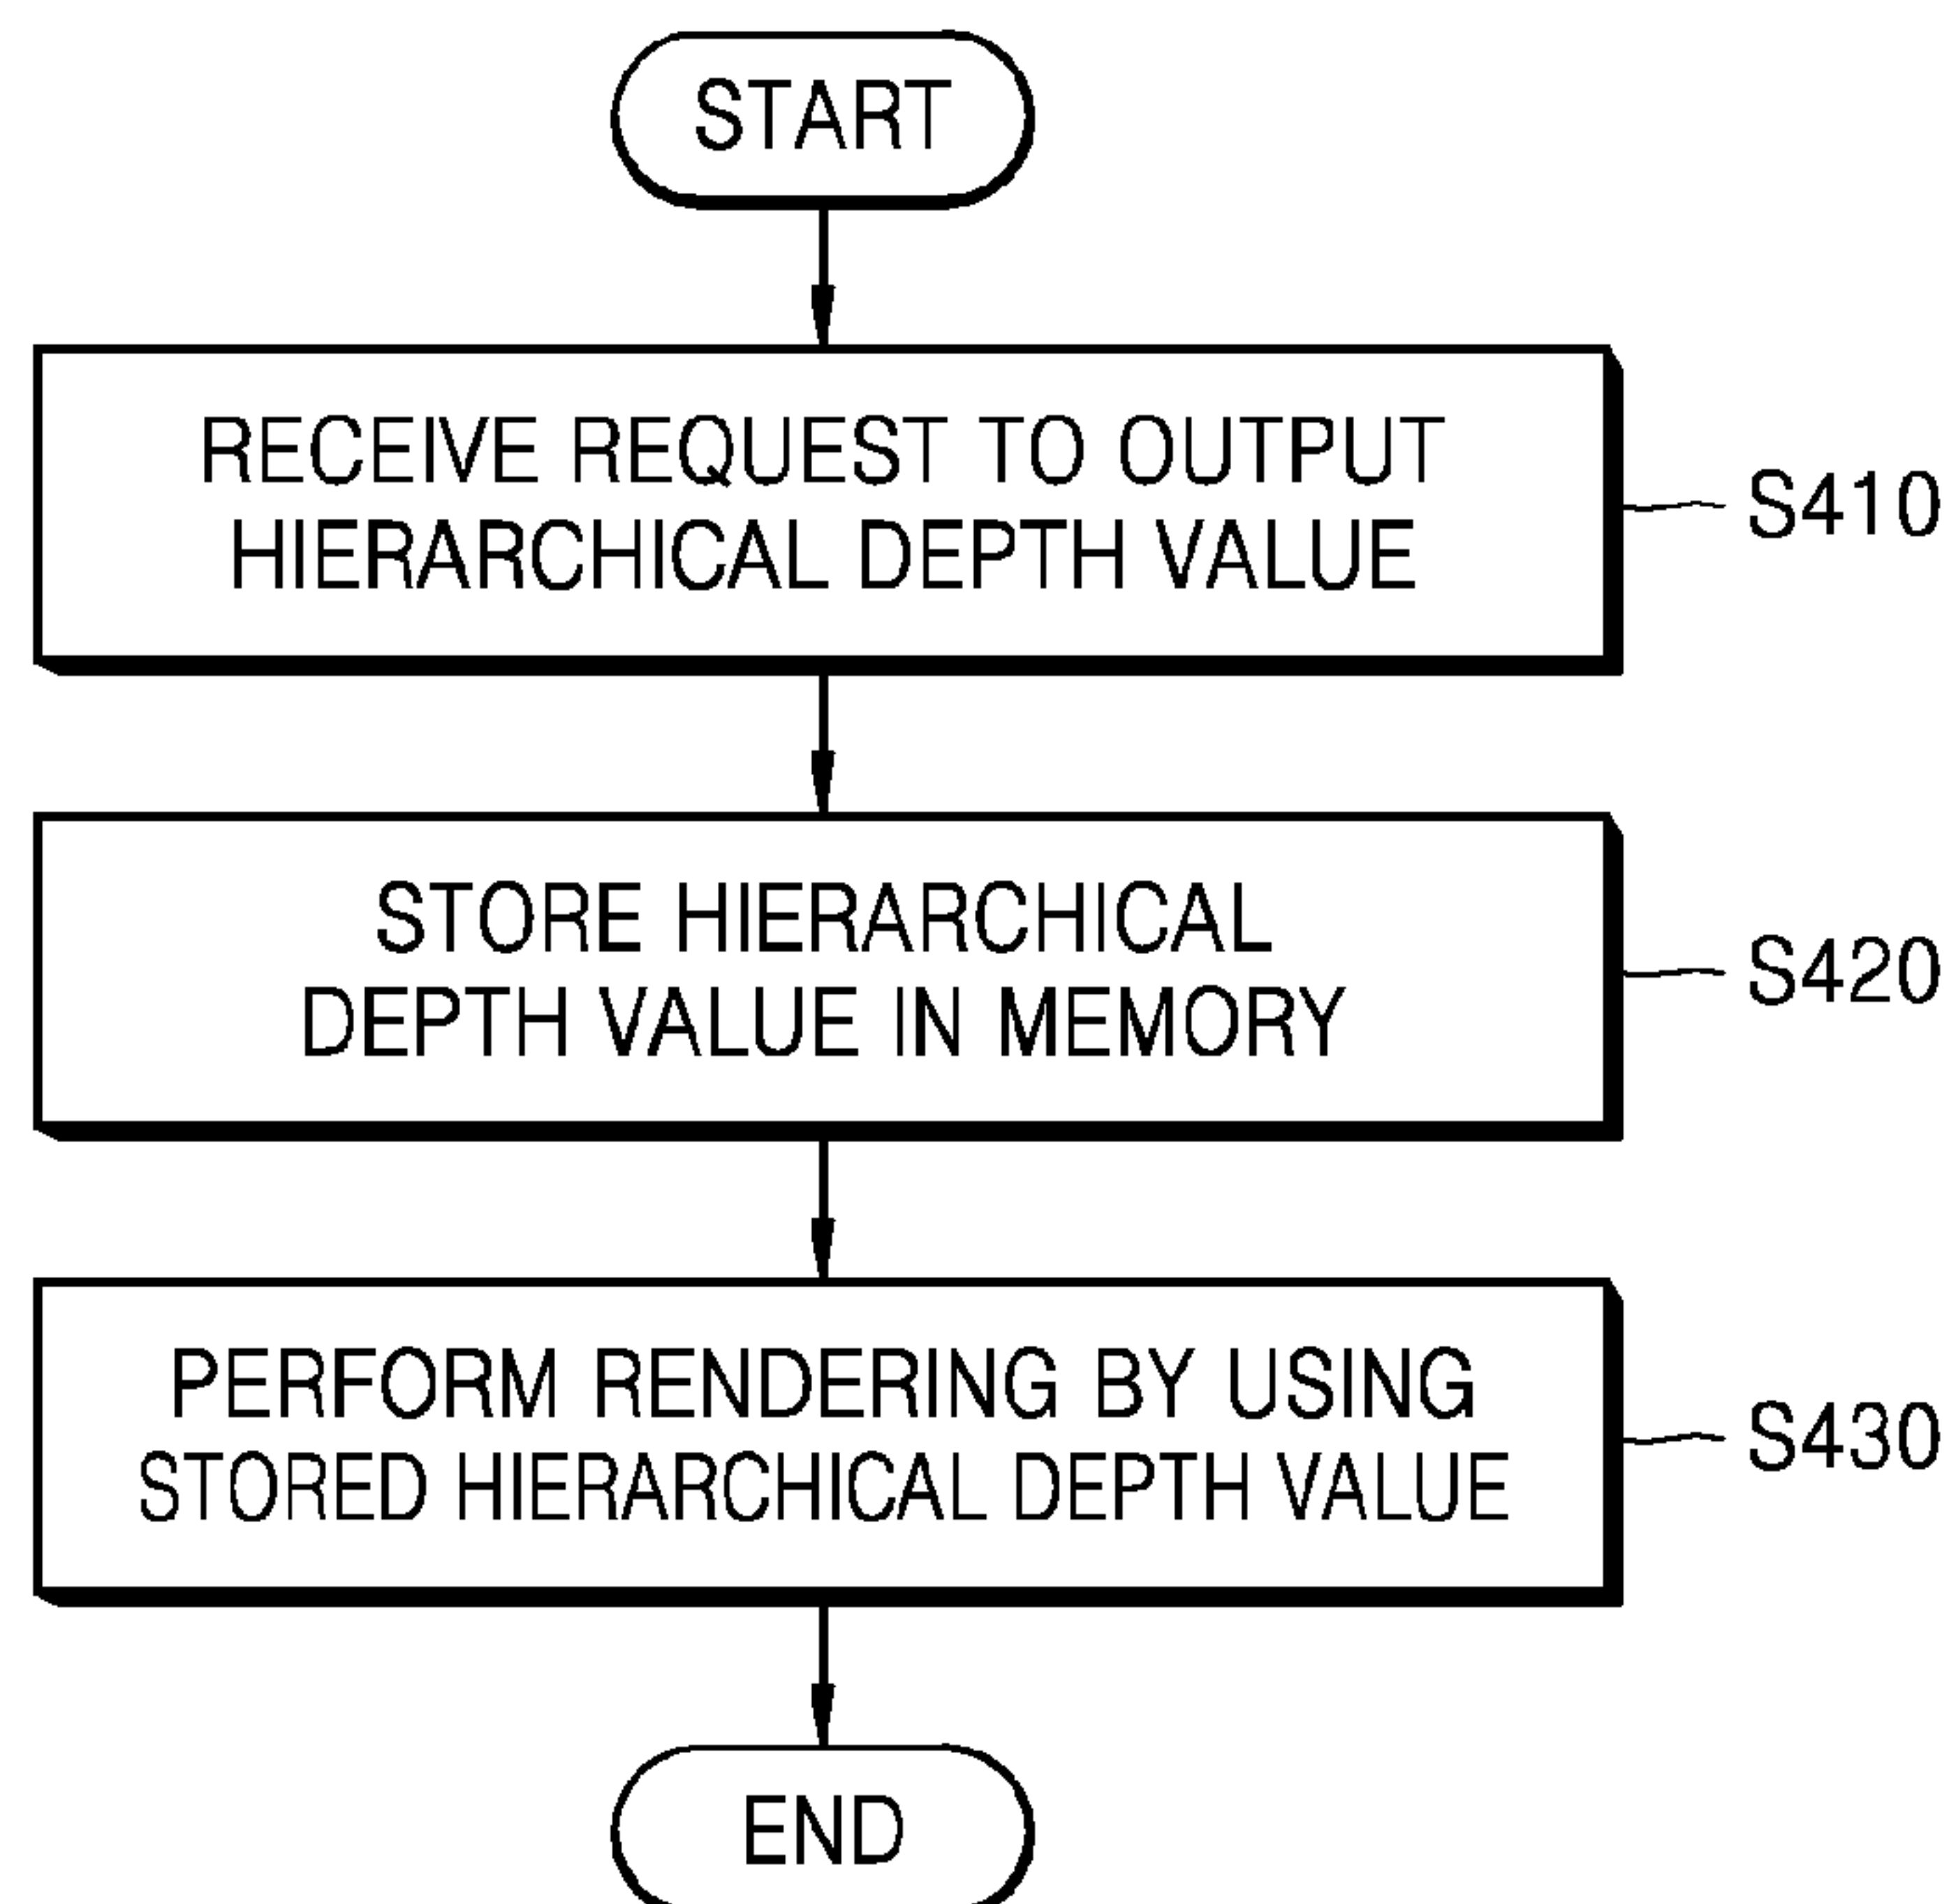 START
RECEIVE REQUEST TO OUTPUT
HIERARCHICAL DEPTH VALUE
S410
STORE HIERARCHICAL
DEPTH VALUE IN MEMORY
S420
PERFORM RENDERING BY USING
STORED HIERARCHICAL DEPTH VALUE
S430
END